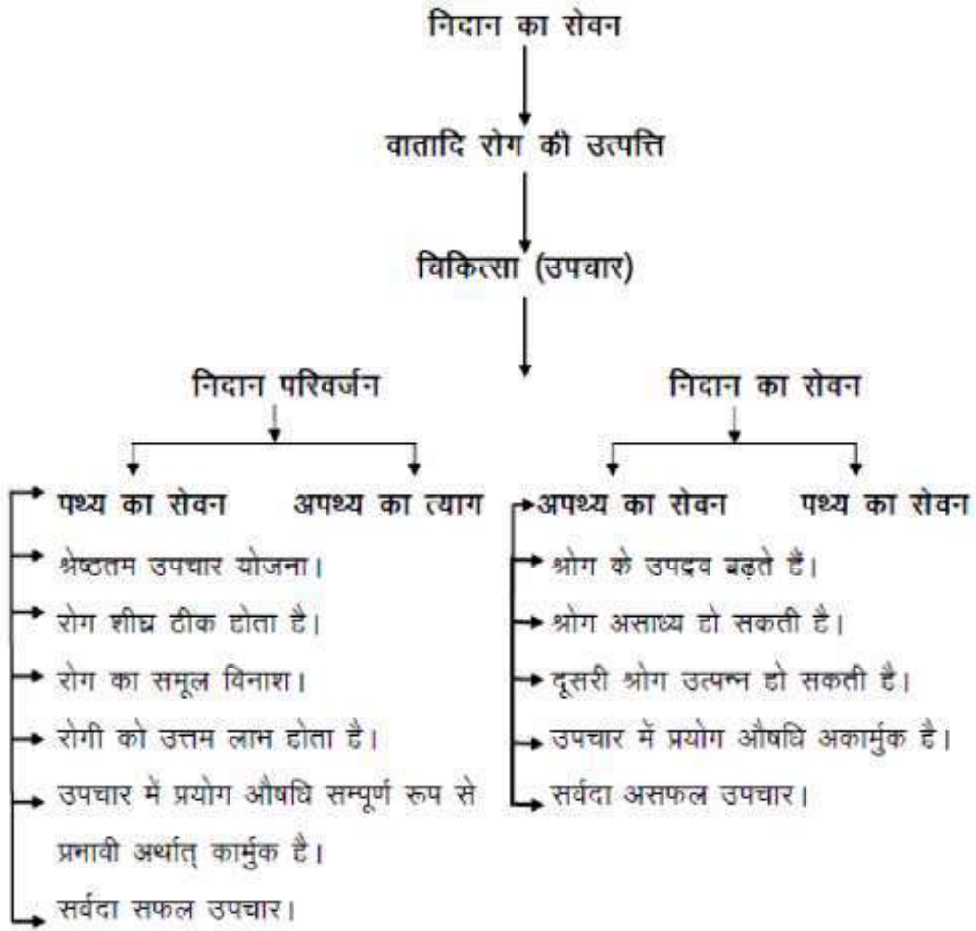 निदान का रोवन
वातादि रोग की उत्पत्ति
चिकित्सा (उपचार)
निदान परिवर्जन
निदान का रोवन
पथ्य का रोवन
अपथ्य का त्याग
अपथ्य का रोवन
पथ्य का रोवन
श्रेष्ठतम उपचार योजना।
रोग शीघ्र ठीक होता है।
रोग का समूल विनाश।
रोगी को उत्तम लाभ होता है।
उपचार में प्रयोग औषधि सम्पूर्ण रूप से
प्रभावी अर्थात् कार्मुक है।
सर्वदा सफल उपचार।
श्रोग के उपद्रव बढ़ते हैं।
श्रोग असाध्य हो सकती है।
दूसरी श्रोग उत्पन्न हो सकती है।
उपचार में प्रयोग औषधि अकार्मुक है।
सर्वदा असफल उपचार।